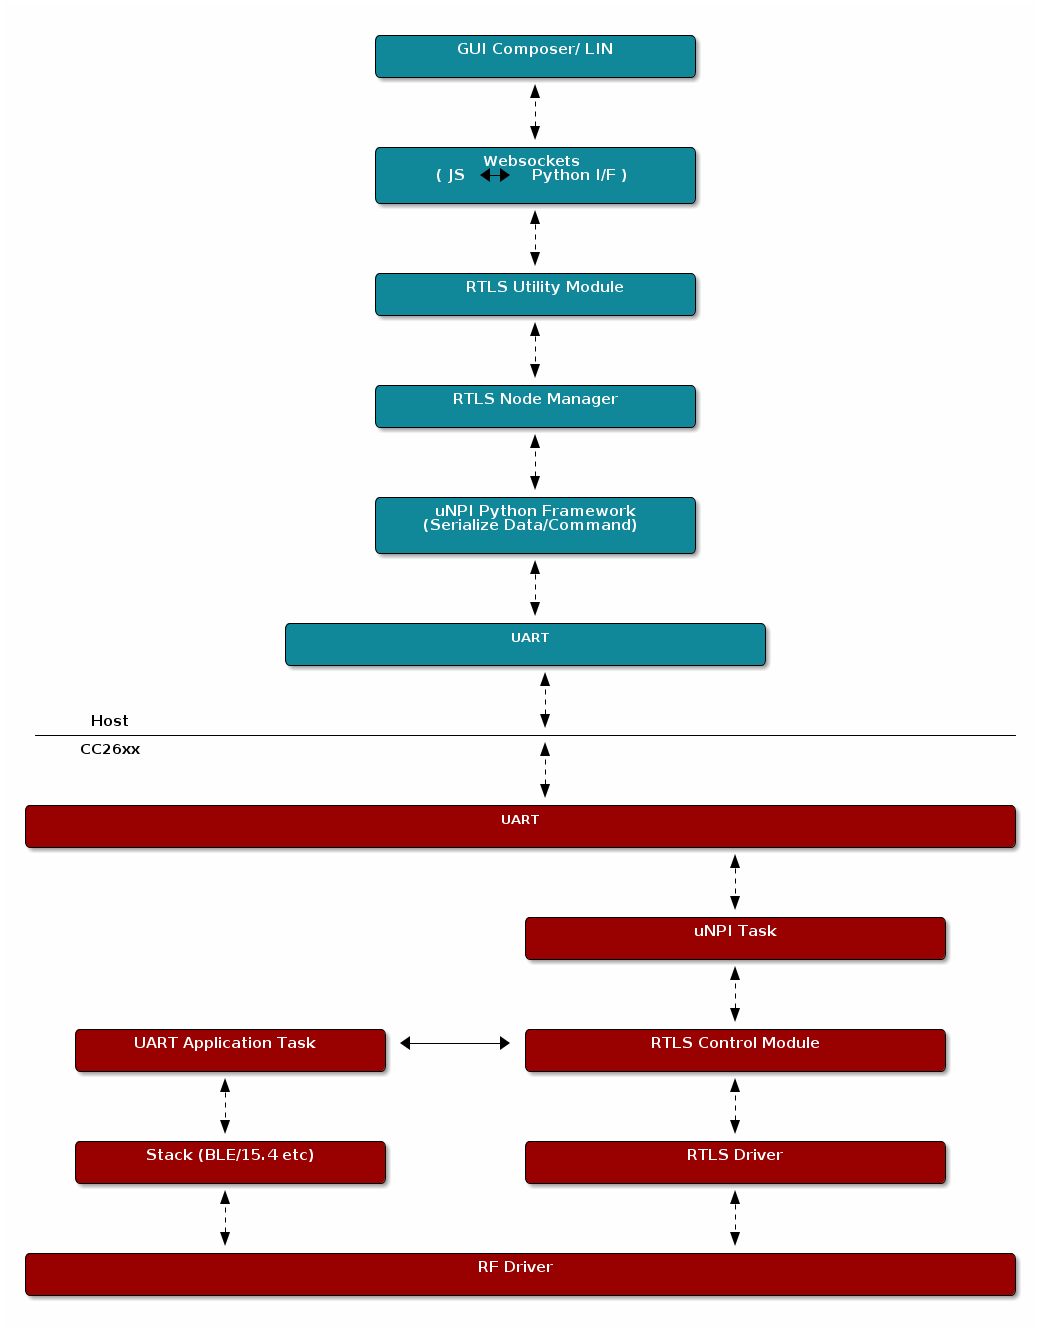 GUI Composer/ LIN
Websockets
( JS Python I/F )
RTLS Utility Module
RTLS Node Manager
uNPI Python Framework
(Serialize Data/Command)
UART
Host
CC26xx
UART
uNPI Task
UART Application Task
RTLS Control Module
Stack (BLE/15.4 etc)
RTLS Driver
RF Driver